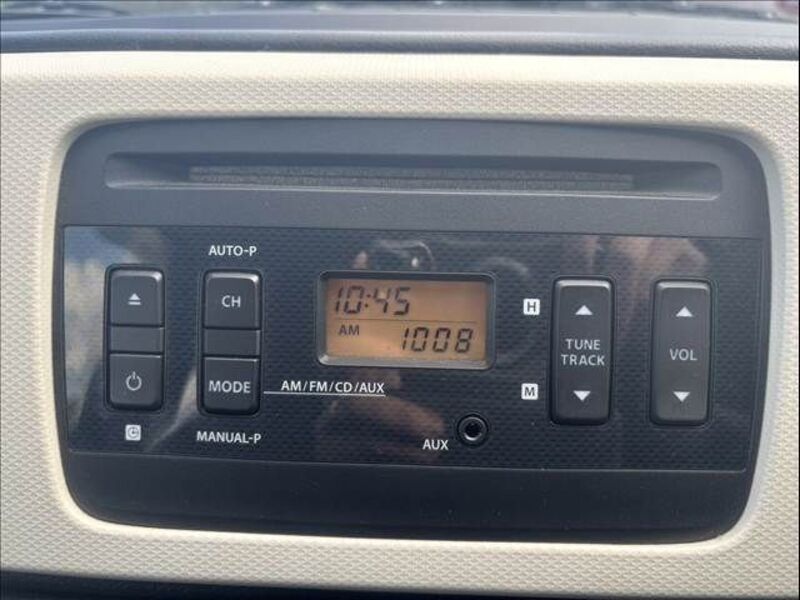 AUTO-P
CH
MODE
AM/FM/CD/AUX
MANUAL-P
10:45
AM
1008
AUX
H
M
TUNE
TRACK
VOL